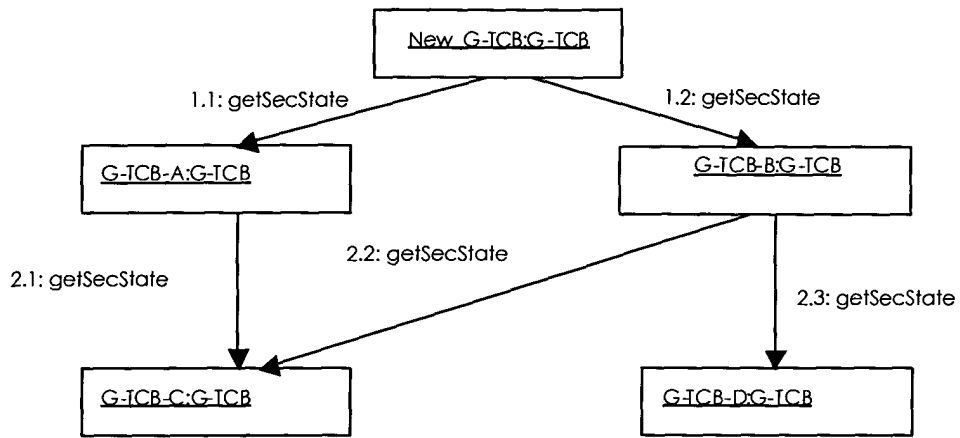 New G-TCB:G-TCB
1.1: getSecState
1.2: getSecState
G-TCB-A:G-TCB
G-TCB-B:G-TCB
2.2: getSecState
2.1: getSecState
2.3: getSecState
G-TCB-C:G-TCB
G-TCB-D:G-TCB